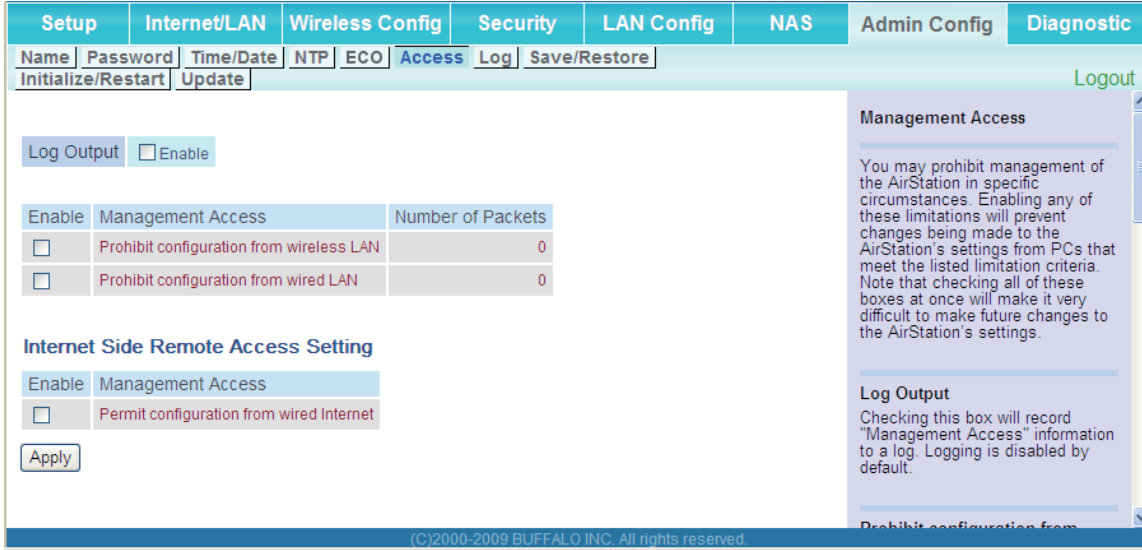 Setup Internet/LAN Wireless Config Security LAN Config NAS Admin Config Diagnostic
Name Password Time/Date NTP ECO Access Log Save/Restore
Initialize/Restart Update
Logout
Log Output Enable
Enable Management Access Number of Packets
Prohibit configuration from wireless LAN 0
Prohibit configuration from wired LAN 0
Internet Side Remote Access Setting
Enable Management Access
Permit configuration from wired Internet
Apply
Management Access
You may prohibit management of
the AirStation in specific
circumstances. Enabling any of
these limitations will prevent
changes being made to the
AirStation's settings from PCs that
meet the listed limitation criteria.
Note that checking all of these
boxes at once will make it very
difficult to make future changes to
the AirStation's settings.
Log Output
Checking this box will record
"Management Access" information
to a log. Logging is disabled by
default.
Prohibit configuration from
(C)2000-2009 BUFFALO INC. All rights reserved.